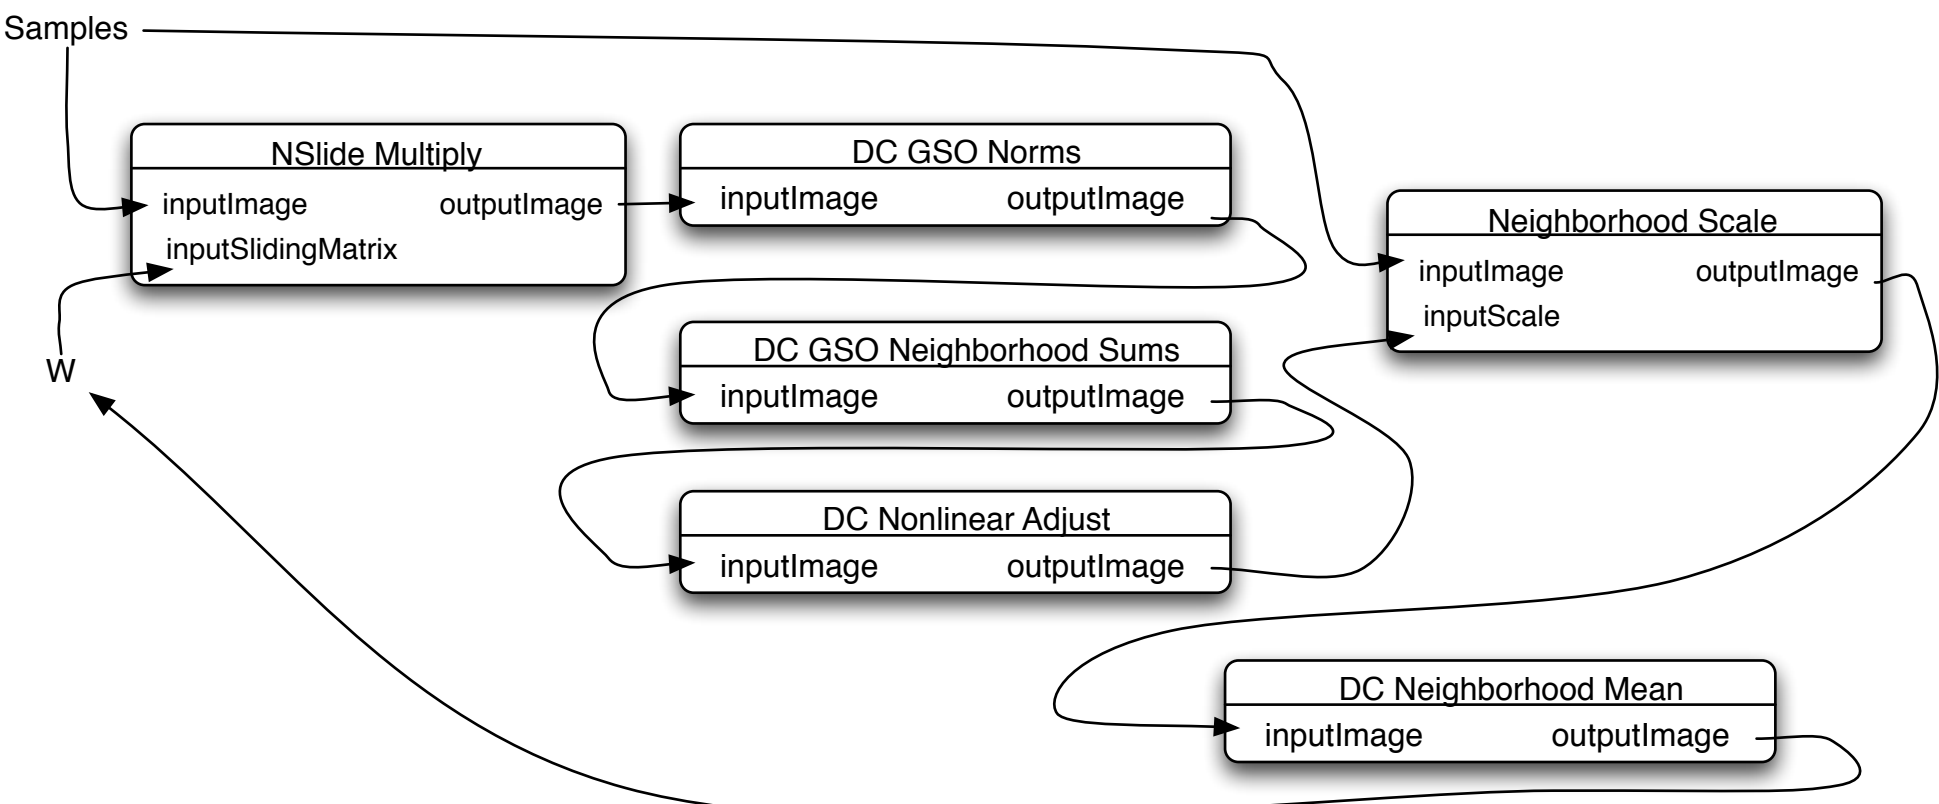 Samples
NSlide Multiply
inputImage outputImage
inputSlidingMatrix
W
DC GSO Norms
inputImage outputImage
DC GSO Neighborhood Sums
inputImage outputImage
DC Nonlinear Adjust
inputImage outputImage
Neighborhood Scale
inputImage outputImage
inputScale
DC Neighborhood Mean
inputImage outputImage